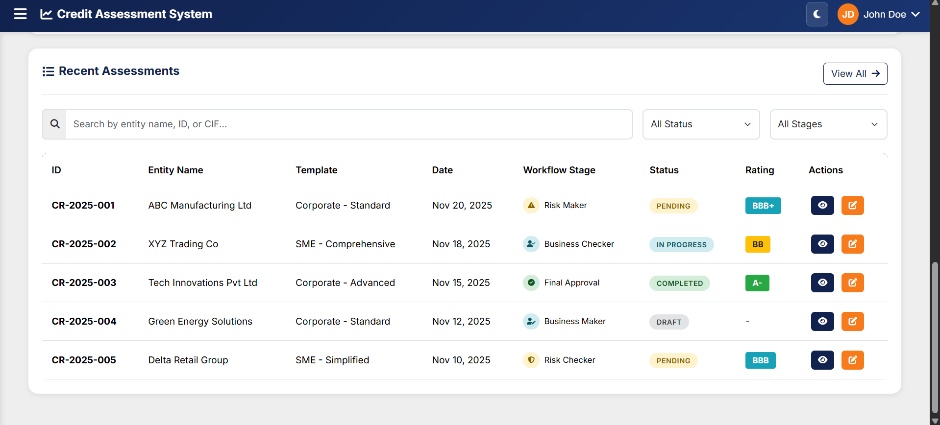 Credit Assessment System
JD John Doe
Recent Assessments
View All
Search by entity name, ID, or CIF...
All Status
All Stages
ID Entity Name Template Date Workflow Stage Status Rating Actions
CR-2025-001 ABC Manufacturing Ltd Corporate - Standard Nov 20, 2025 Risk Maker PENDING BBB+
CR-2025-002 XYZ Trading Co SME - Comprehensive Nov 18, 2025 Business Checker IN PROGRESS BB
CR-2025-003 Tech Innovations Pvt Ltd Corporate - Advanced Nov 15, 2025 Final Approval COMPLETED A-
CR-2025-004 Green Energy Solutions Corporate - Standard Nov 12, 2025 Business Maker DRAFT -
CR-2025-005 Delta Retail Group SME - Simplified Nov 10, 2025 Risk Checker PENDING BBB